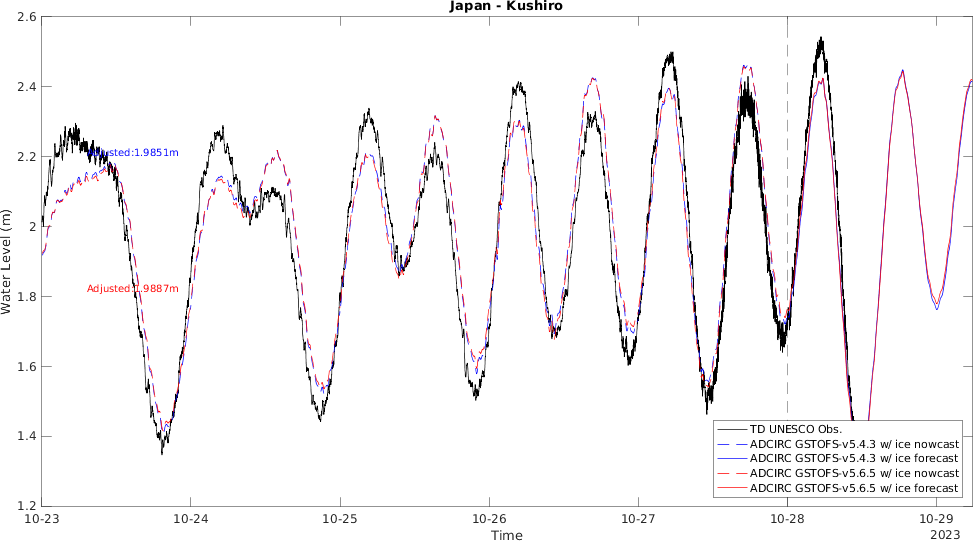 Japan - Kushiro
2.6
2.4
2.2
2
1.8
1.6
1.4
1.2
Water Level (m)
Adjusted:1.9851m
Adjusted:1.9887m
TD UNESCO Obs.
ADCIRC GSTOFS-v5.4.3 w/ ice nowcast
ADCIRC GSTOFS-v5.4.3 w/ ice forecast
ADCIRC GSTOFS-v5.6.5 w/ ice nowcast
ADCIRC GSTOFS-v5.6.5 w/ ice forecast
10-23 10-24 10-25 10-26 10-27 10-28 10-29
Time
2023